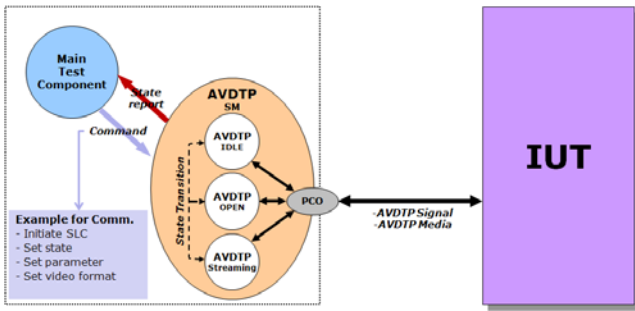 Main
Test
Component
State
report
Command
AVDTP
SM
AVDTP
IDLE
AVDTP
OPEN
AVDTP
Streaming
State Transition
PCO
-AVDTP Signal
-AVDTP Media
IUT
Example for Comm.
- Initiate SLC
- Set state
- Set parameter
- Set video format